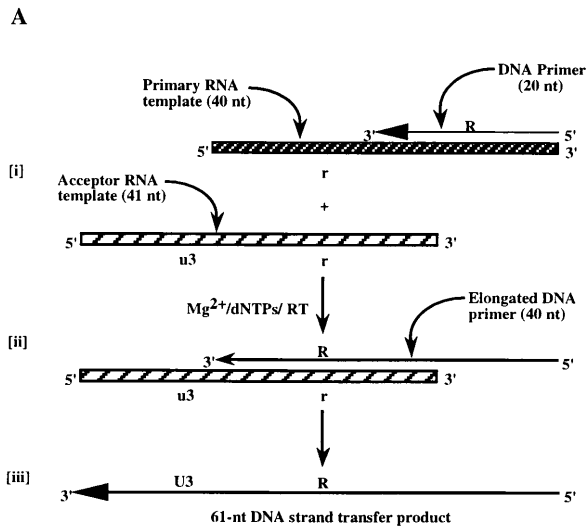 A
Primary RNA
template (40 nt)
DNA Primer
(20 nt)
3' R 5'
5' 3'
[i]
r
Acceptor RNA
template (41 nt)
+
5' 3'
u3 r
Mg2+/dNTPs/ RT
Elongated DNA
primer (40 nt)
[ii]
3' R 5'
5' 3'
u3 r
[iii]
U3 R
3' 5'
61-nt DNA strand transfer product